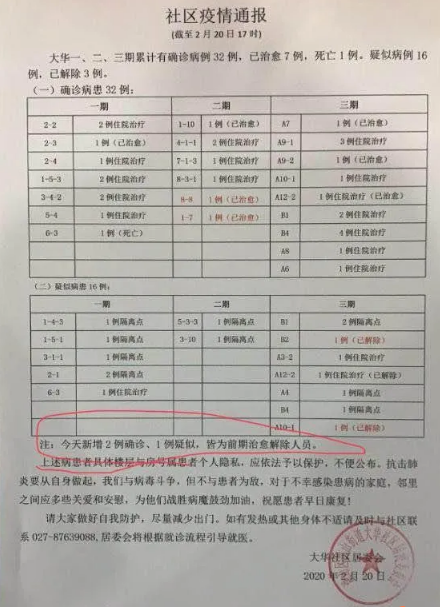 社区疫情通报
(截至 2 月 20 日 17 时)
大华一、二、三期累计有确诊病例 32 例，已治愈 7 例，死亡 1 例。疑似病例 16
例，已解除 3 例。
(一) 确诊病患 32 例：
一期 二期 三期
2-2 2 例住院治疗 1-10 1 例（已治愈） A7 1 例（已治愈）
2-3 1 例（已治愈） 4-1-1 2 例住院治疗 A9-1 3 例住院治疗
2-4 1 例住院治疗 7-1-3 1 例住院治疗 A9-2 1 例（已治愈）
1-5-3 2 例住院治疗 8-3-1 1 例住院治疗 A10-1 1 例住院治疗
3-4-2 1 例住院治疗 8-8 1 例（已治愈） A12-2 1 例住院治疗（已治愈）
5-4 1 例住院治疗 1-7 1 例（已治愈） B1 2 例住院治疗
6-3 1 例（死亡） B4 4 例住院治疗
A8 1 例住院治疗
A6 1 例住院治疗
(二) 疑似病患 16 例：
一期 二期 三期
1-4-3 1 例隔离点 5-3-3 1 例隔离点 B1 2 例隔离点
1-5-1 1 例隔离点 3-10 1 例隔离点 B2 1 例（已解除）
3-1-1 1 例隔离点 A3-2 1 例住院治疗
2-1 2 例隔离点 A12-2 1 例住院治疗（已解除）
6-3 1 例住院治疗 A4 1 例隔离点
B4 1 例隔离点
A10-1 1 例（已解除）
注：今天新增 2 例确诊、1 例疑似，皆为前期治愈解除人员。
上述病患者具体楼层与房号属患者个人隐私，应依法予以保护，不便公布。抗击肺
炎要从自身做起，我们与病毒斗争，但不与患者为敌，对于不幸感染患病的家庭，邻里
之间应多些关爱和安慰，为他们战胜病魔鼓劲加油，祝愿患者早日康复！
请大家做好自我防护，尽量减少出门。如有发热或其他身体不适请及时与社区联
系 027-87639088，居委会将根据就诊流程引导就医。
大华社区居委会
2020 年 2 月 20 日